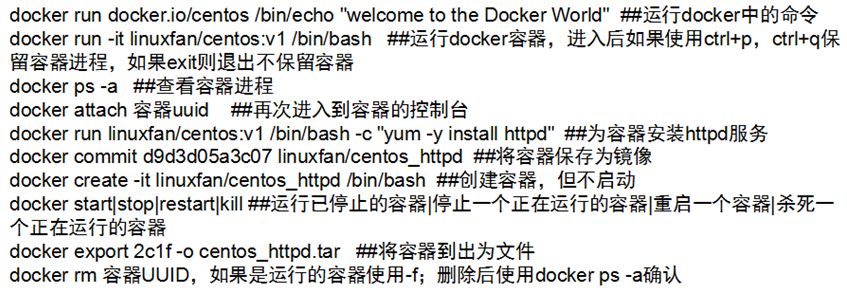 docker run docker.io/centos /bin/echo "welcome to the Docker World"  ##运行docker中的命令
docker run -it linuxfan/centos:v1 /bin/bash   ##运行docker容器，进入后如果使用ctrl+p，ctrl+q保
留容器进程，如果exit则退出不保留容器
docker ps -a   ##查看容器进程
docker attach 容器uuid    ##再次进入到容器的控制台
docker run linuxfan/centos:v1 /bin/bash -c "yum -y install httpd"  ##为容器安装httpd服务
docker commit d9d3d05a3c07 linuxfan/centos_httpd  ##将容器保存为镜像
docker create -it linuxfan/centos_httpd /bin/bash  ##创建容器，但不启动
docker start|stop|restart|kill ##运行已停止的容器|停止一个正在运行的容器|重启一个容器|杀死一
个正在运行的容器
docker export 2c1f -o centos_httpd.tar   ##将容器到出为文件
docker rm 容器UUID，如果是运行的容器使用-f；删除后使用docker ps -a确认